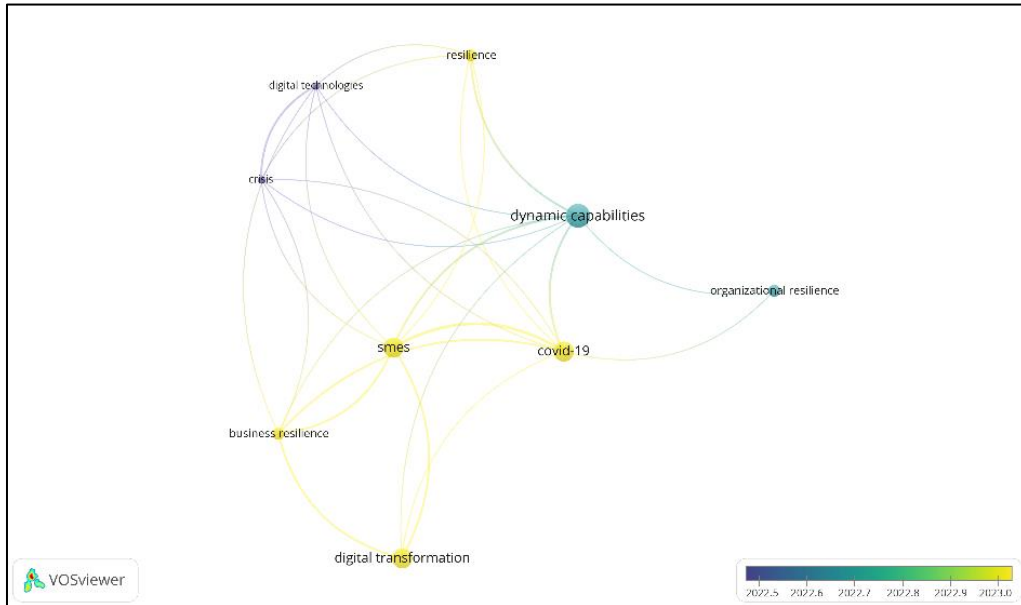 resilience
digital technologies
crisis
dynamic capabilities
organizational resilience
smes
covid-19
business resilience
digital transformation
VOSviewer
2022.5 2022.6 2022.7 2022.8 2022.9 2023.0